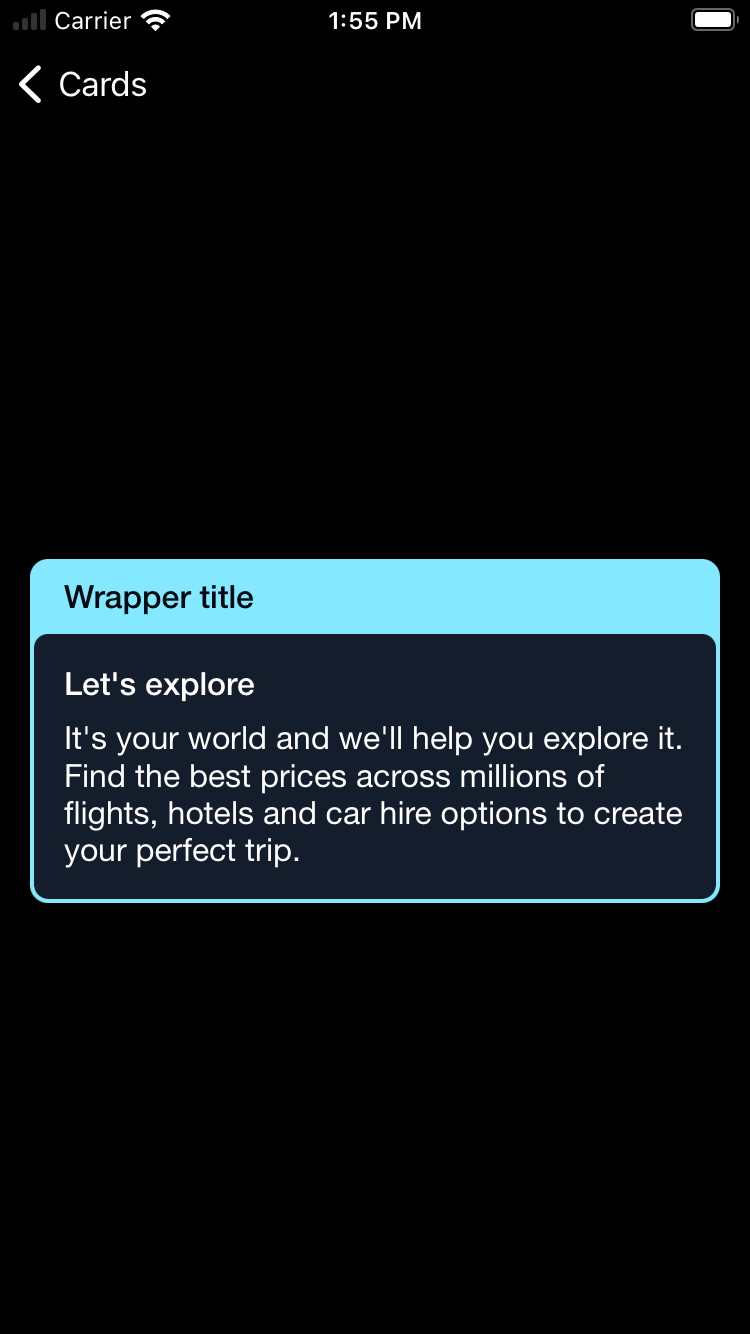 Carrier 1:55 PM
Cards
Wrapper title
Let's explore
It's your world and we'll help you explore it.
Find the best prices across millions of
flights, hotels and car hire options to create
your perfect trip.